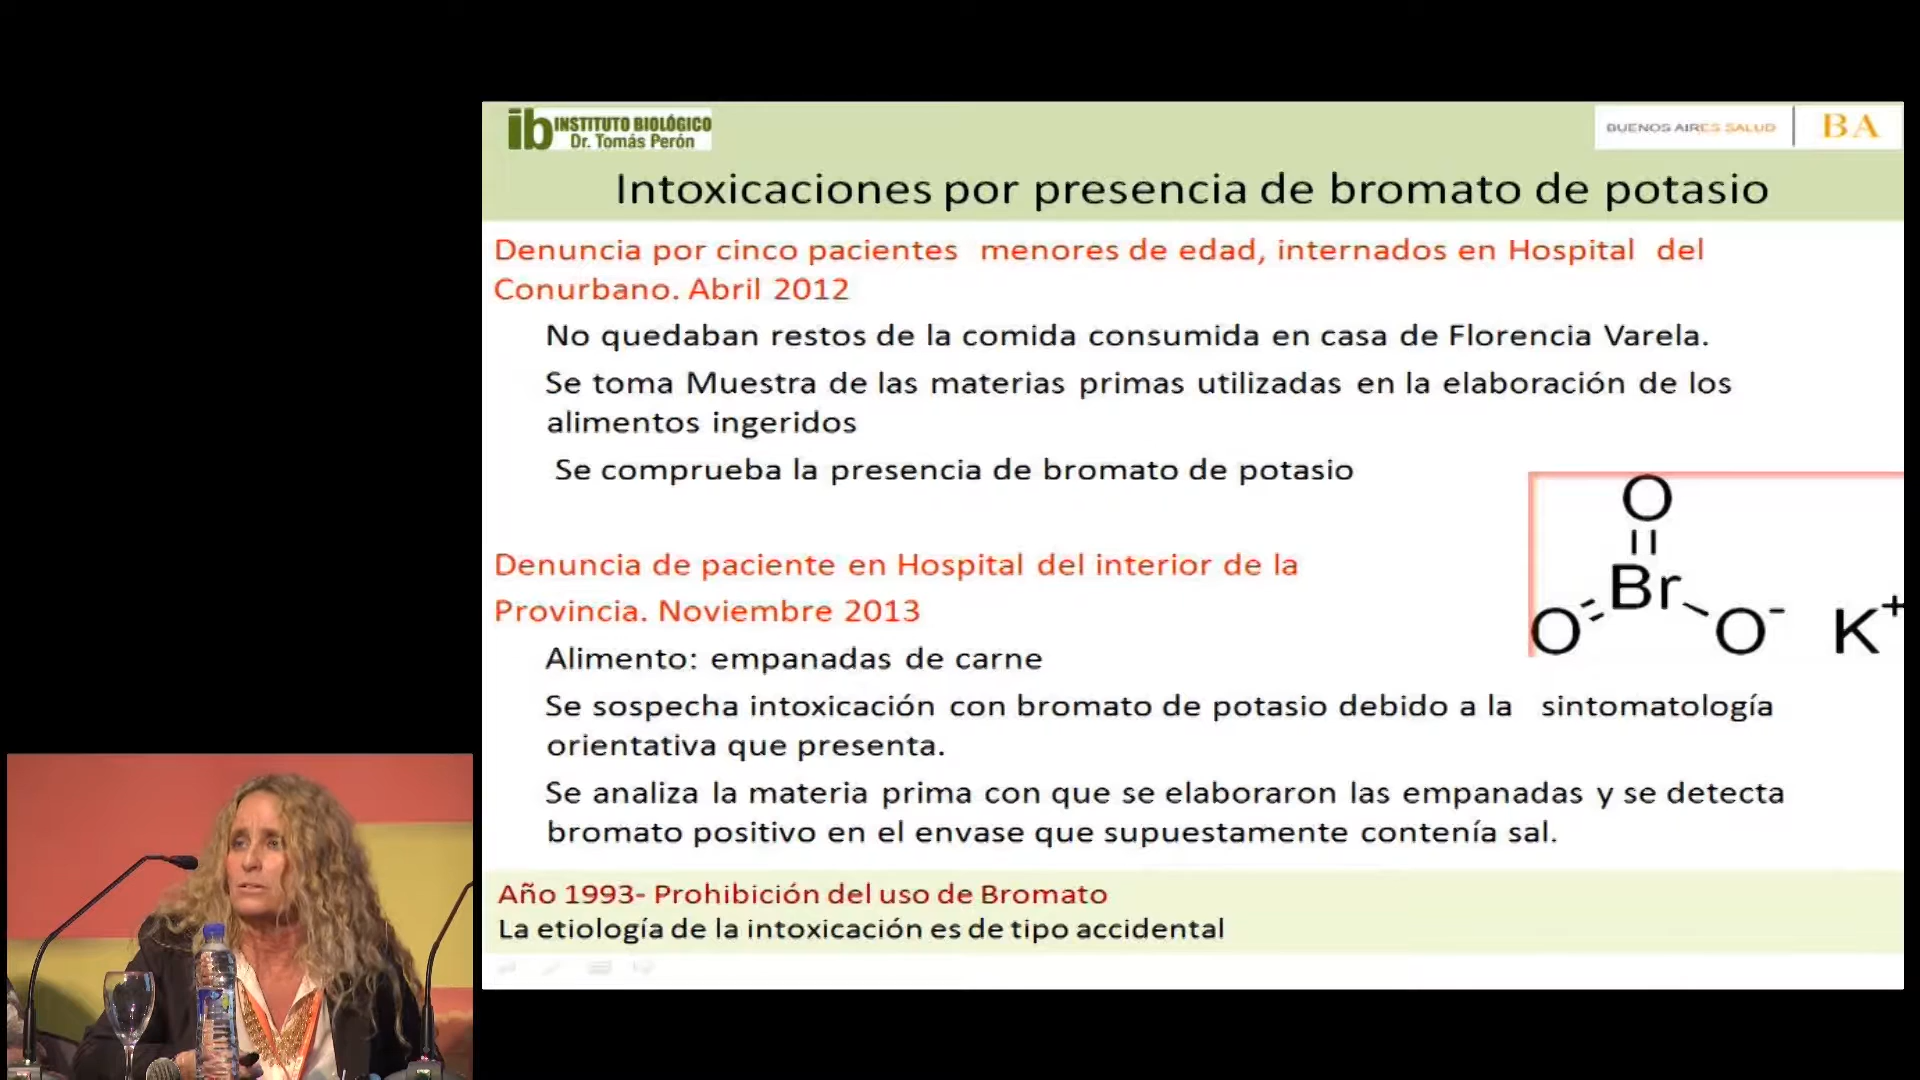 ib INSTITUTO BIOLÓGICO
Dr. Tomás Perón
BUENOS AIRES SALUD
BA
Intoxicaciones por presencia de bromato de potasio
Denuncia por cinco pacientes menores de edad, internados en Hospital del
Conurbano. Abril 2012
No quedaban restos de la comida consumida en casa de Florencia Varela.
Se toma Muestra de las materias primas utilizadas en la elaboración de los
alimentos ingeridos
Se comprueba la presencia de bromato de potasio
O
Br
O O⁻ K⁺
Denuncia de paciente en Hospital del interior de la
Provincia. Noviembre 2013
Alimento: empanadas de carne
Se sospecha intoxicación con bromato de potasio debido a la sintomatología
orientativa que presenta.
Se analiza la materia prima con que se elaboraron las empanadas y se detecta
bromato positivo en el envase que supuestamente contenía sal.
Año 1993- Prohibición del uso de Bromato
La etiología de la intoxicación es de tipo accidental